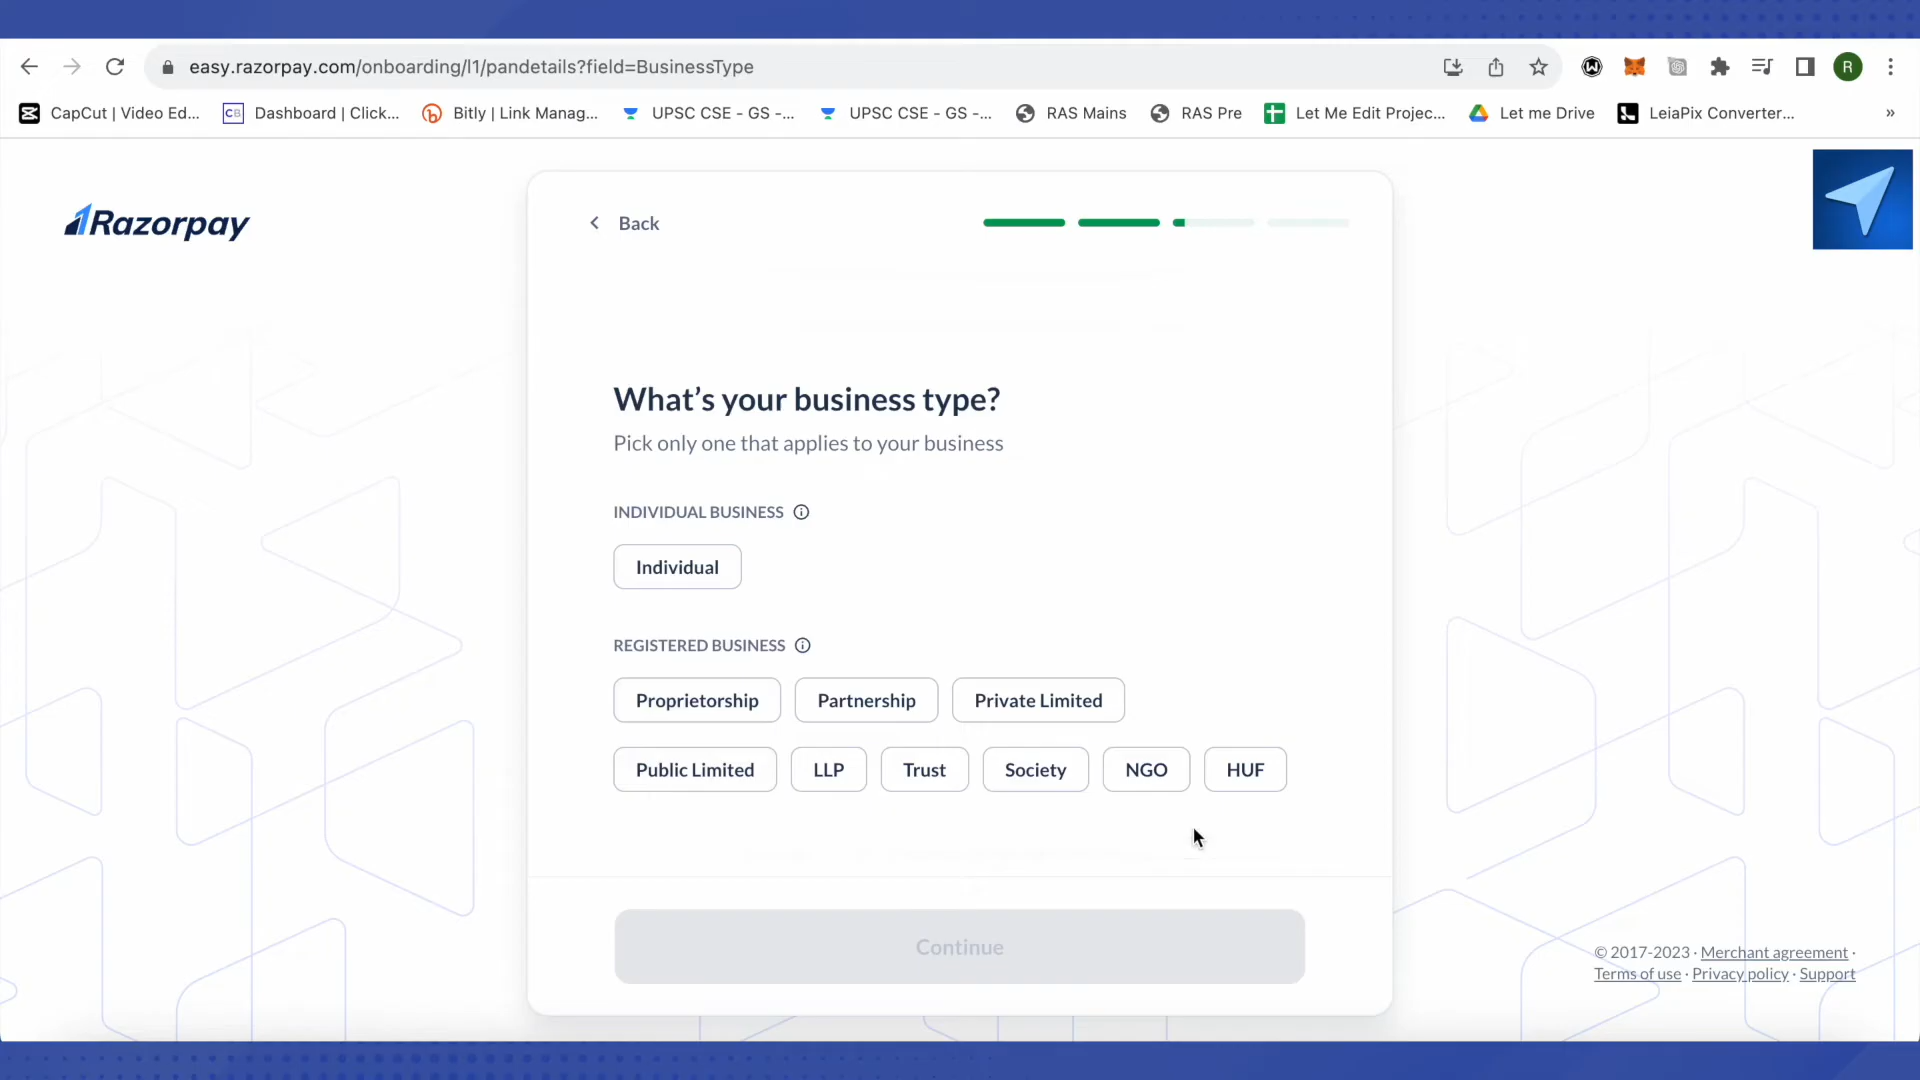 easy.razorpay.com/onboarding/l1/pandetails?field=BusinessType
R
CapCut | Video Ed...
CB Dashboard | Click...
Bitly | Link Manag...
UPSC CSE - GS -...
UPSC CSE - GS -...
RAS Mains
RAS Pre
Let Me Edit Projec...
Let me Drive
LeiaPix Converter...
»
Razorpay
Back
What's your business type?
Pick only one that applies to your business
INDIVIDUAL BUSINESS
Individual
REGISTERED BUSINESS
Proprietorship
Partnership
Private Limited
Public Limited
LLP
Trust
Society
NGO
HUF
Continue
© 2017-2023 · Merchant agreement ·
Terms of use · Privacy policy · Support